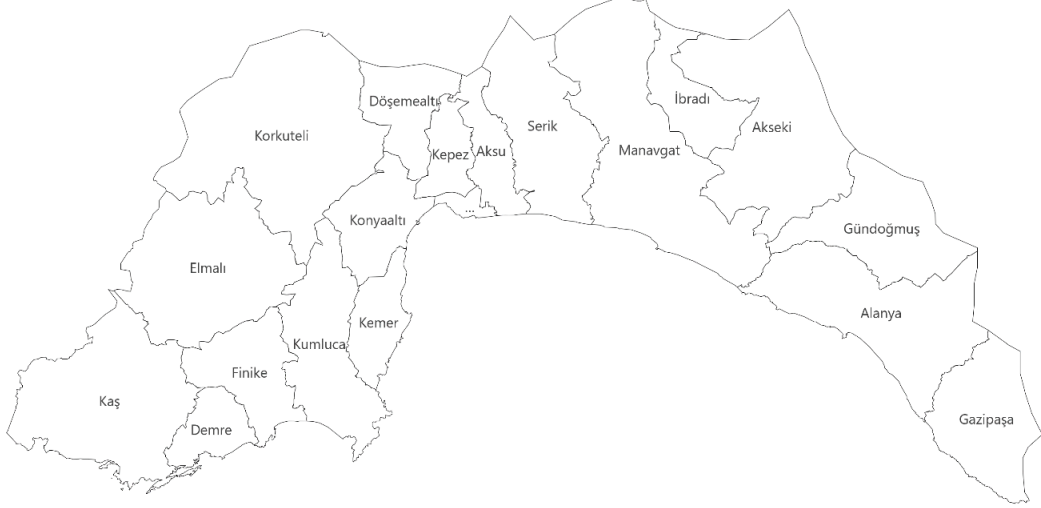 Döşemealtı
İbradı
Serik
Akseki
Korkuteli
Kepez
Aksu
Manavgat
...
Konyaaltı
Gündoğmuş
Elmalı
Alanya
Kemer
Kumluca
Finike
Kaş
Gazipaşa
Demre